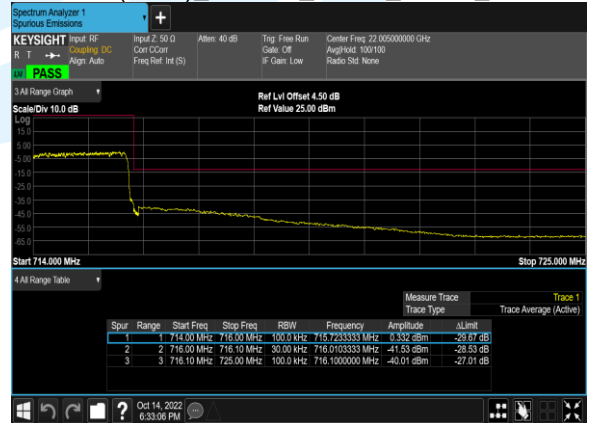 Spectrum Analyzer 1
Spurious Emissions
KEYSIGHT Input: RF Input Z: 50 Ω Atten: 40 dB Trig: Free Run Center Freq: 22.005000000 GHz
R T Coupling: DC Corr CCorr Gate: Off Avg|Hold: 100/100
Align: Auto Freq Ref: Int (S) IF Gain: Low Radio Std: None
PASS
3 All Range Graph
Ref Lvl Offset 4.50 dB
Scale/Div 10.0 dB Ref Value 25.00 dBm
Log
15.0
5.00
-5.00
-15.0
-25.0
-35.0
-45.0
-55.0
-65.0
Start 714.000 MHz Stop 725.000 MHz
4 All Range Table
Measure Trace Trace 1
Trace Type Trace Average (Active)
Spur Range Start Freq Stop Freq RBW Frequency Amplitude ΔLimit
1 1 714.00 MHz 716.00 MHz 100.0 kHz 715.7233333 MHz 0.332 dBm -29.67 dB
2 2 716.00 MHz 716.10 MHz 30.00 kHz 716.0103333 MHz -41.53 dBm -28.53 dB
3 3 716.10 MHz 725.00 MHz 100.0 kHz 716.1000000 MHz -40.01 dBm -27.01 dB
? Oct 14, 2022
6:33:06 PM